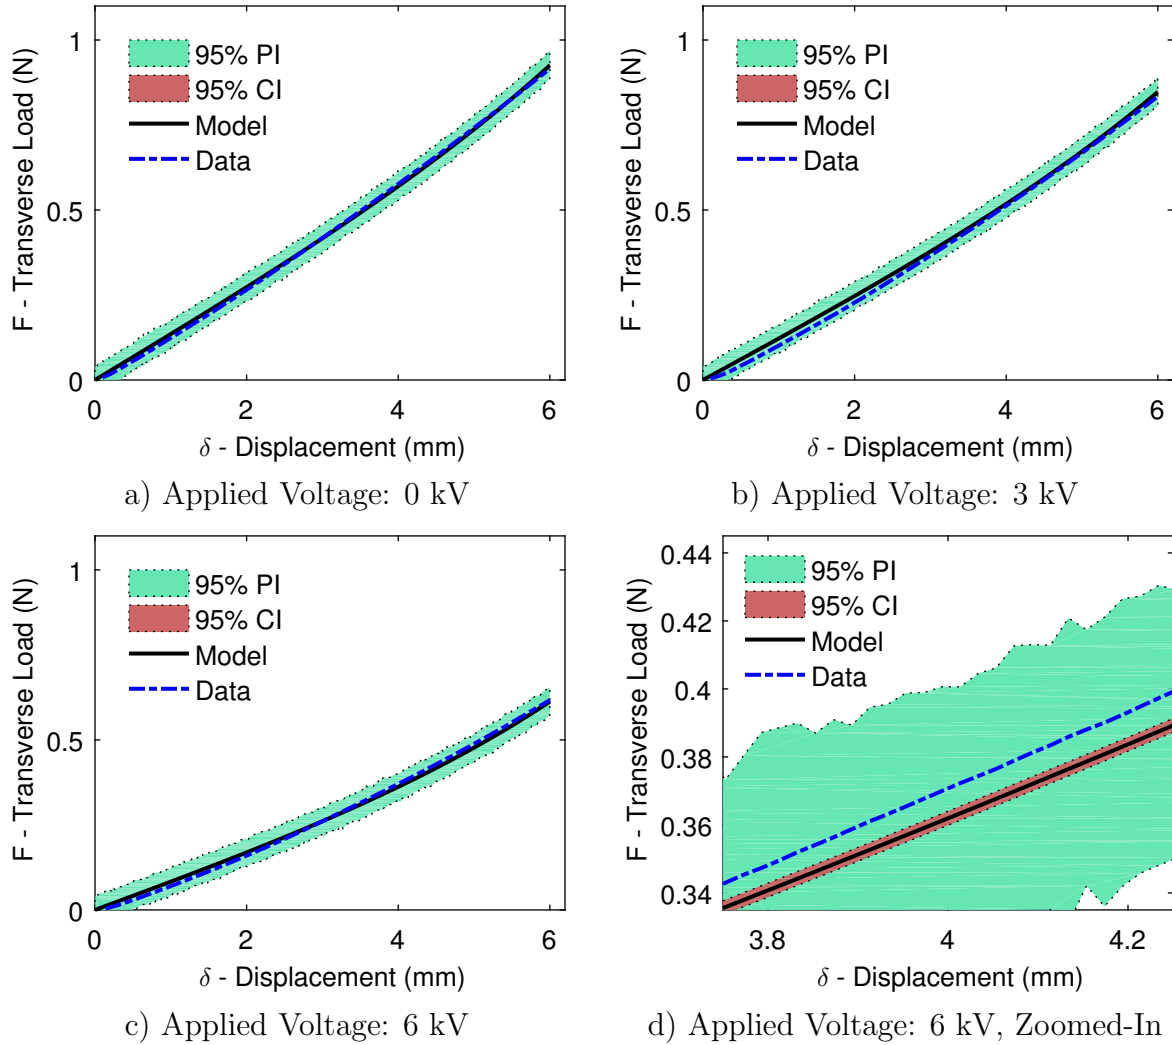 F - Transverse Load (N)
1
0.5
0
95% PI
95% CI
Model
Data
0 2 4 6
δ - Displacement (mm)
a) Applied Voltage: 0 kV
F - Transverse Load (N)
1
0.5
0
95% PI
95% CI
Model
Data
0 2 4 6
δ - Displacement (mm)
b) Applied Voltage: 3 kV
F - Transverse Load (N)
1
0.5
0
95% PI
95% CI
Model
Data
0 2 4 6
δ - Displacement (mm)
c) Applied Voltage: 6 kV
F - Transverse Load (N)
0.44
0.42
0.4
0.38
0.36
0.34
95% PI
95% CI
Model
Data
3.8 4 4.2
δ - Displacement (mm)
d) Applied Voltage: 6 kV, Zoomed-In